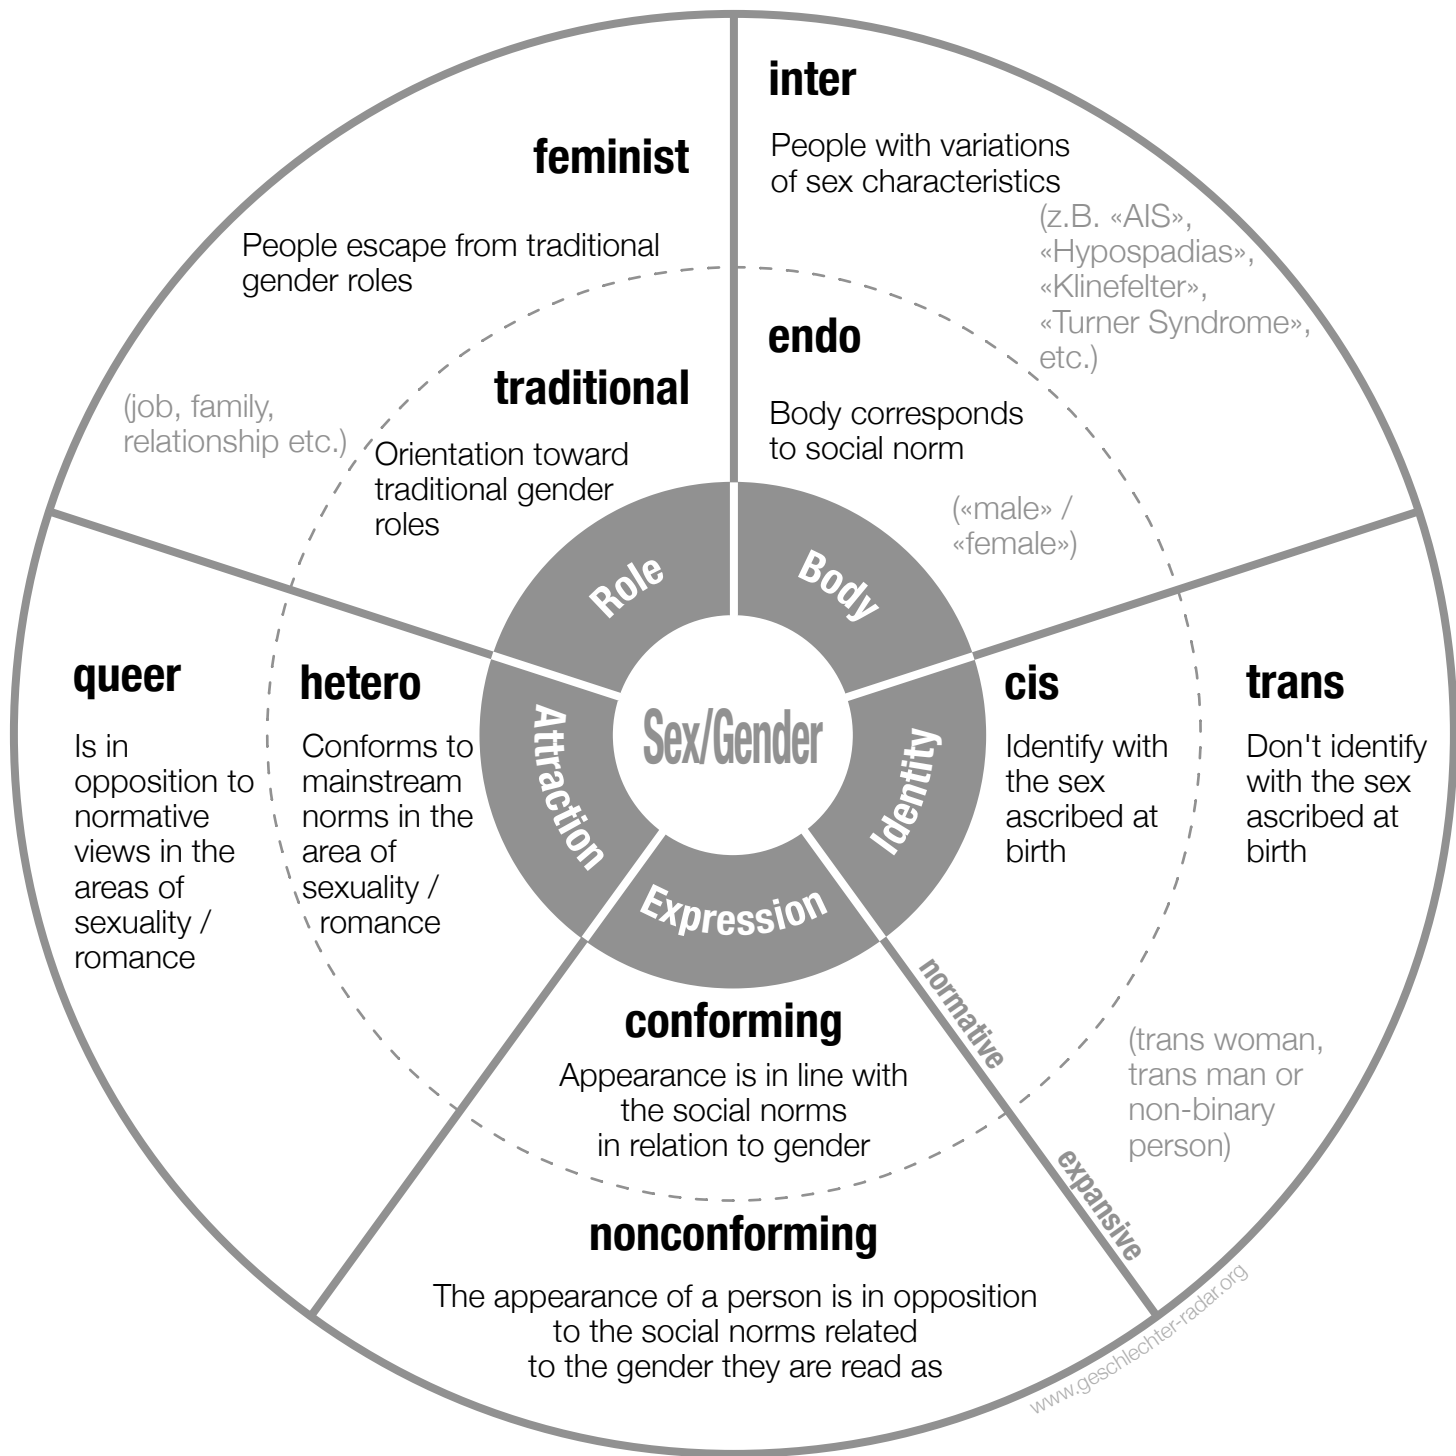 inter
People with variations
of sex characteristics
(z.B. «AIS»,
«Hypospadias»,
«Klinefelter»,
«Turner Syndrome»,
etc.)
endo
Body corresponds
to social norm
(«male» /
«female»)
feminist
People escape from traditional
gender roles
(job, family,
relationship etc.)
traditional
Orientation toward
traditional gender
roles
Role
Body
Identity
Expression
Attraction
Sex/Gender
queer
Is in
opposition to
normative
views in the
areas of
sexuality /
romance
hetero
Conforms to
mainstream
norms in the
area of
sexuality /
romance
cis
Identify with
the sex
ascribed at
birth
trans
Don't identify
with the sex
ascribed at
birth
(trans woman,
trans man or
non-binary
person)
normative
expansive
conforming
Appearance is in line with
the social norms
in relation to gender
nonconforming
The appearance of a person is in opposition
to the social norms related
to the gender they are read as
www.geschlechter-radar.org